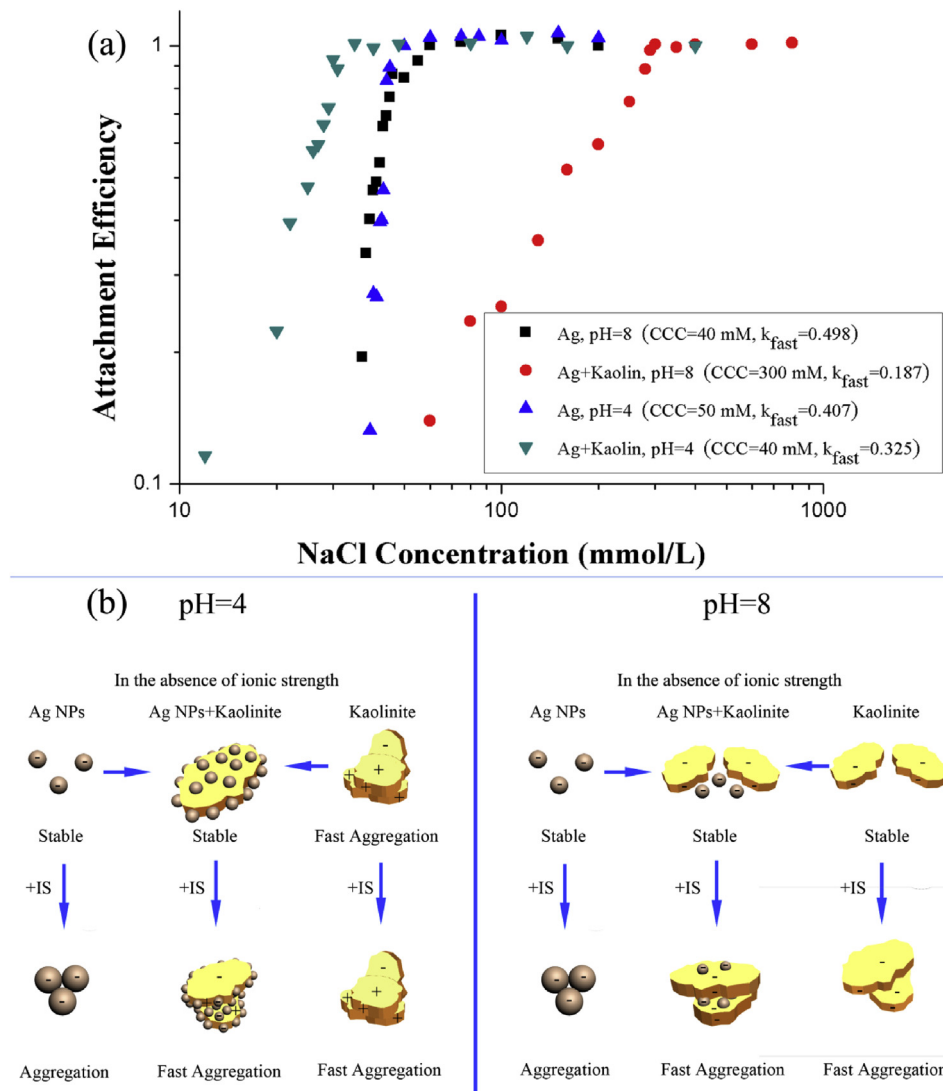 (a)
Attachment Efficiency
1
0.1
Ag, pH=8 (CCC=40 mM, kfast=0.498)
Ag+Kaolin, pH=8 (CCC=300 mM, kfast=0.187)
Ag, pH=4 (CCC=50 mM, kfast=0.407)
Ag+Kaolin, pH=4 (CCC=40 mM, kfast=0.325)
10 100 1000
NaCl Concentration (mmol/L)
(b) pH=4
In the absence of ionic strength
Ag NPs Ag NPs+Kaolinite Kaolinite
- - - - + + + +
Stable Stable Fast Aggregation
+IS +IS +IS
- - - - + - + + + +
Aggregation Fast Aggregation Fast Aggregation
pH=8
In the absence of ionic strength
Ag NPs Ag NPs+Kaolinite Kaolinite
- - - - - - - - - - - - - -
Stable Stable Stable
+IS +IS +IS
- - - - - - - - - - - -
Aggregation Fast Aggregation Fast Aggregation